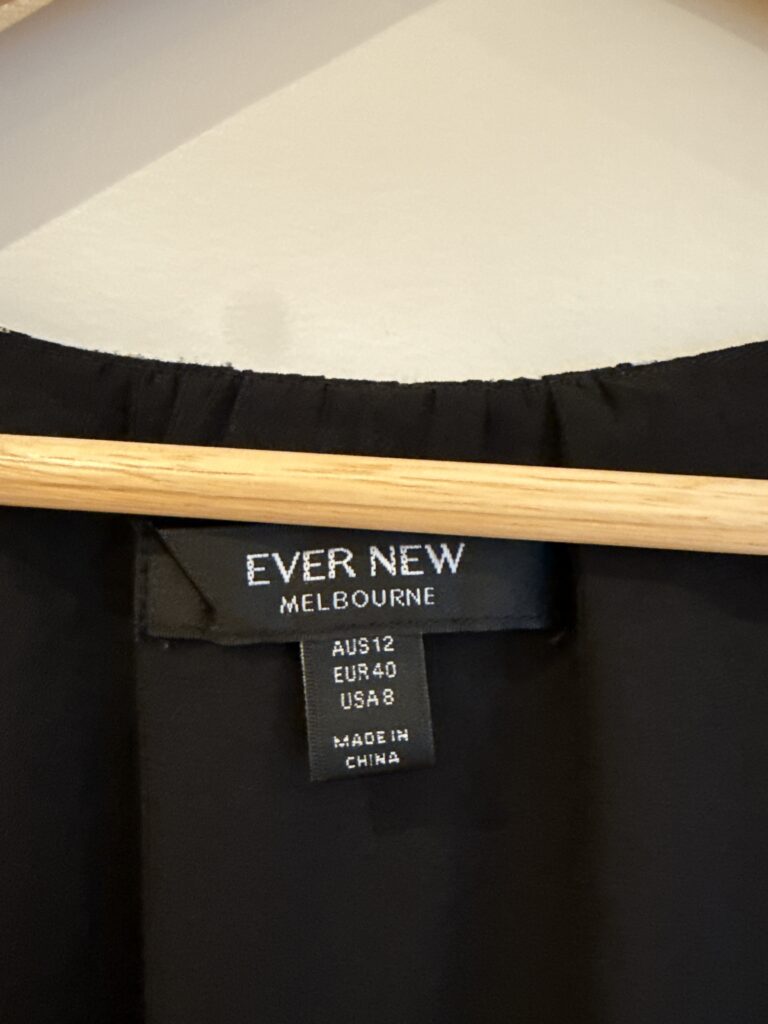 EVER NEW
MELBOURNE
AUS12
EUR40
USA8
MADE IN
CHINA